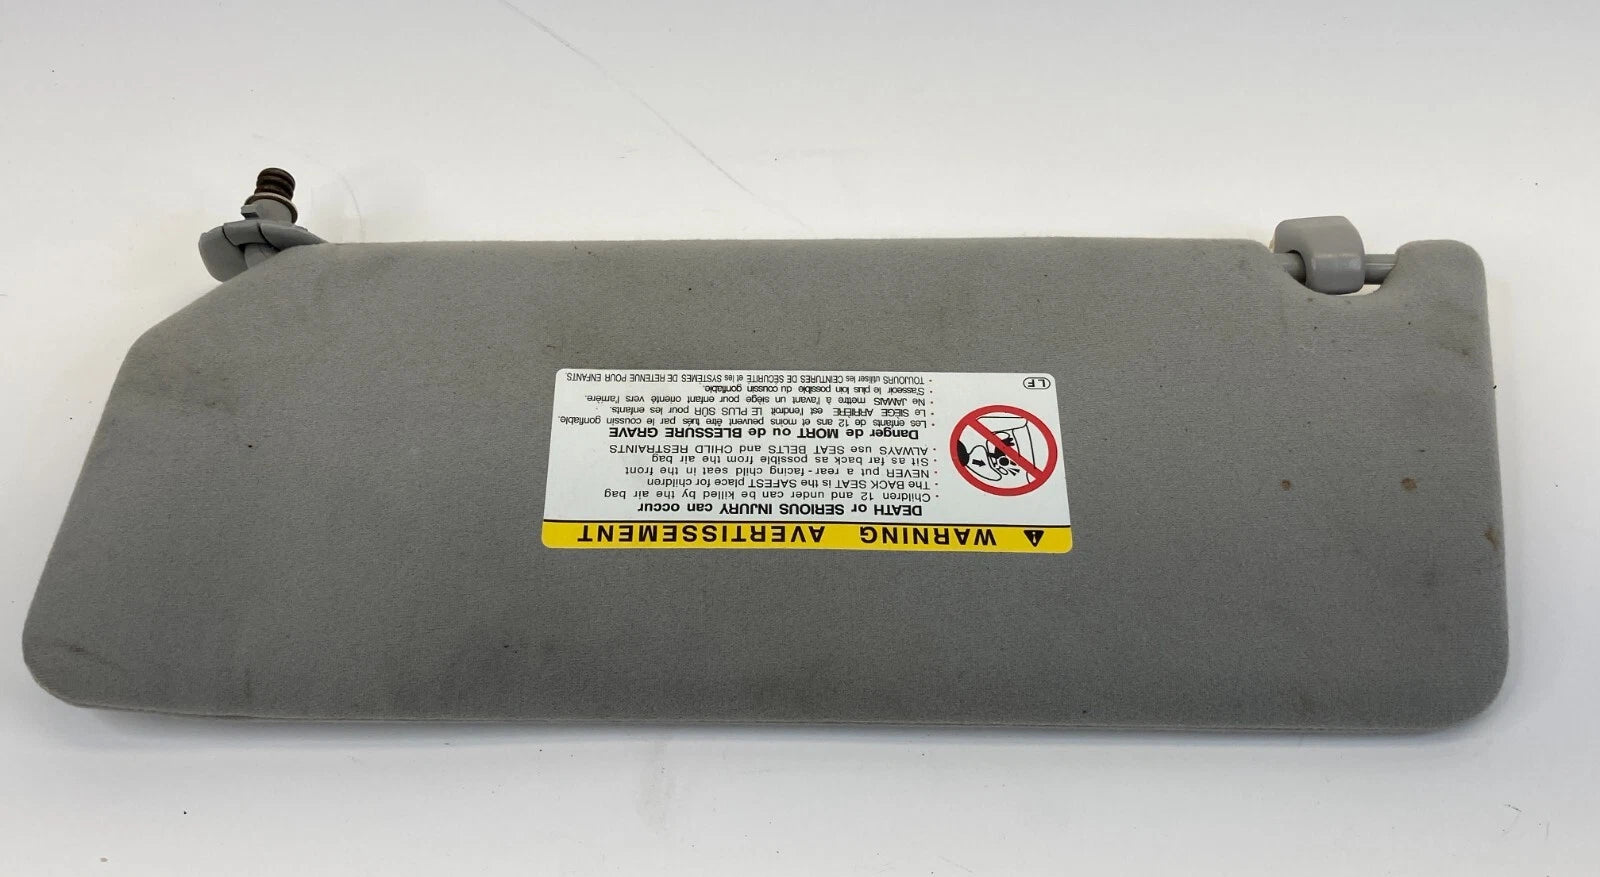 WARNING AVERTISSEMENT
DEATH or SERIOUS INJURY can occur
• Children 12 and under can be killed by the air bag
• The BACK SEAT is the SAFEST place for children
• NEVER put a rear-facing child seat in the front
• Sit as far back as possible from the air bag
• ALWAYS use SEAT BELTS and CHILD RESTRAINTS
Danger de MORT ou de BLESSURE GRAVE
• Les enfants de 12 ans et moins peuvent être tués par le coussin gonflable.
• Le SIÈGE ARRIÈRE est l'endroit LE PLUS SÛR pour les enfants.
• Ne JAMAIS mettre à l'avant un siège pour enfant orienté vers l'arrière.
• S'asseoir le plus loin possible du coussin gonflable.
• TOUJOURS utiliser les CEINTURES DE SÉCURITÉ et les SYSTÈMES DE RETENUE POUR ENFANTS.
LF